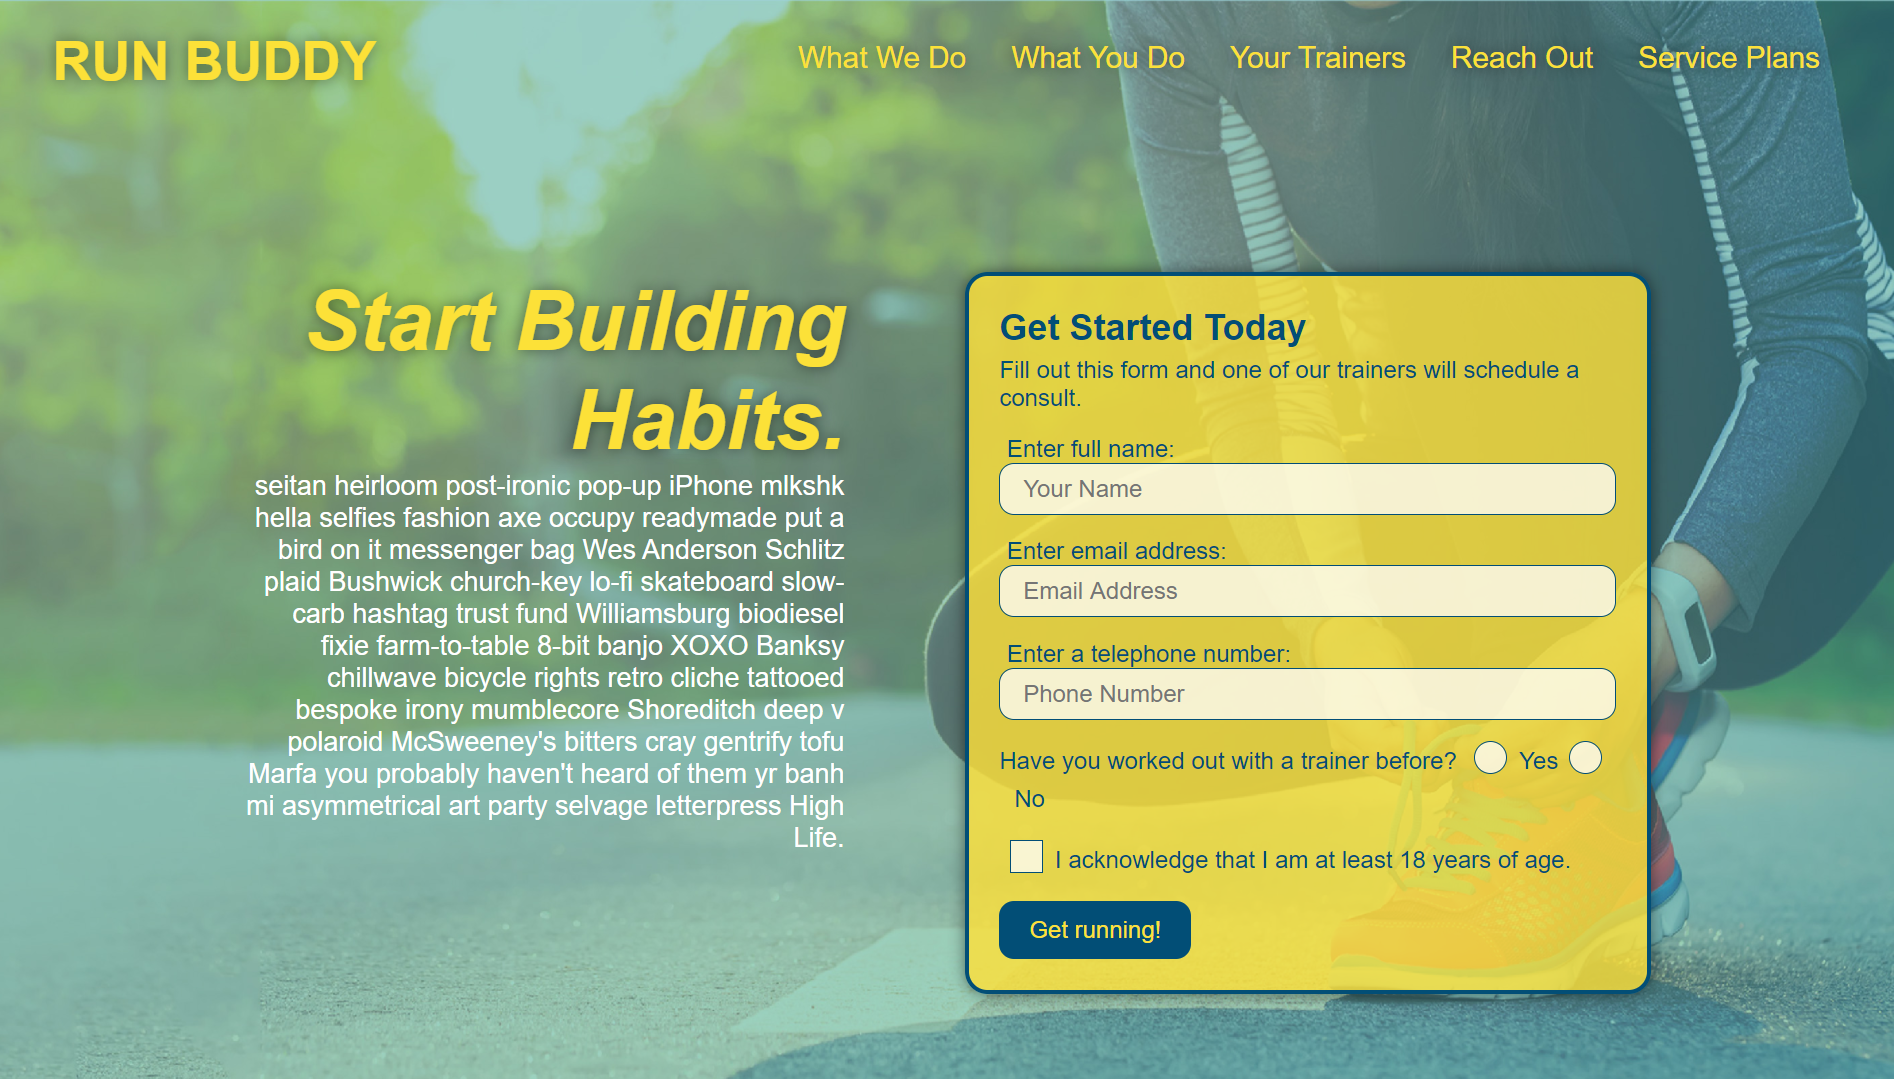 RUN BUDDY
What We Do What You Do Your Trainers Reach Out Service Plans
Start Building
Habits.
seitan heirloom post-ironic pop-up iPhone mlkshk
hella selfies fashion axe occupy readymade put a
bird on it messenger bag Wes Anderson Schlitz
plaid Bushwick church-key lo-fi skateboard slow-
carb hashtag trust fund Williamsburg biodiesel
fixie farm-to-table 8-bit banjo XOXO Banksy
chillwave bicycle rights retro cliche tattooed
bespoke irony mumblecore Shoreditch deep v
polaroid McSweeney's bitters cray gentrify tofu
Marfa you probably haven't heard of them yr banh
mi asymmetrical art party selvage letterpress High
Life.
Get Started Today
Fill out this form and one of our trainers will schedule a
consult.
Enter full name:
Your Name
Enter email address:
Email Address
Enter a telephone number:
Phone Number
Have you worked out with a trainer before? Yes
No
I acknowledge that I am at least 18 years of age.
Get running!